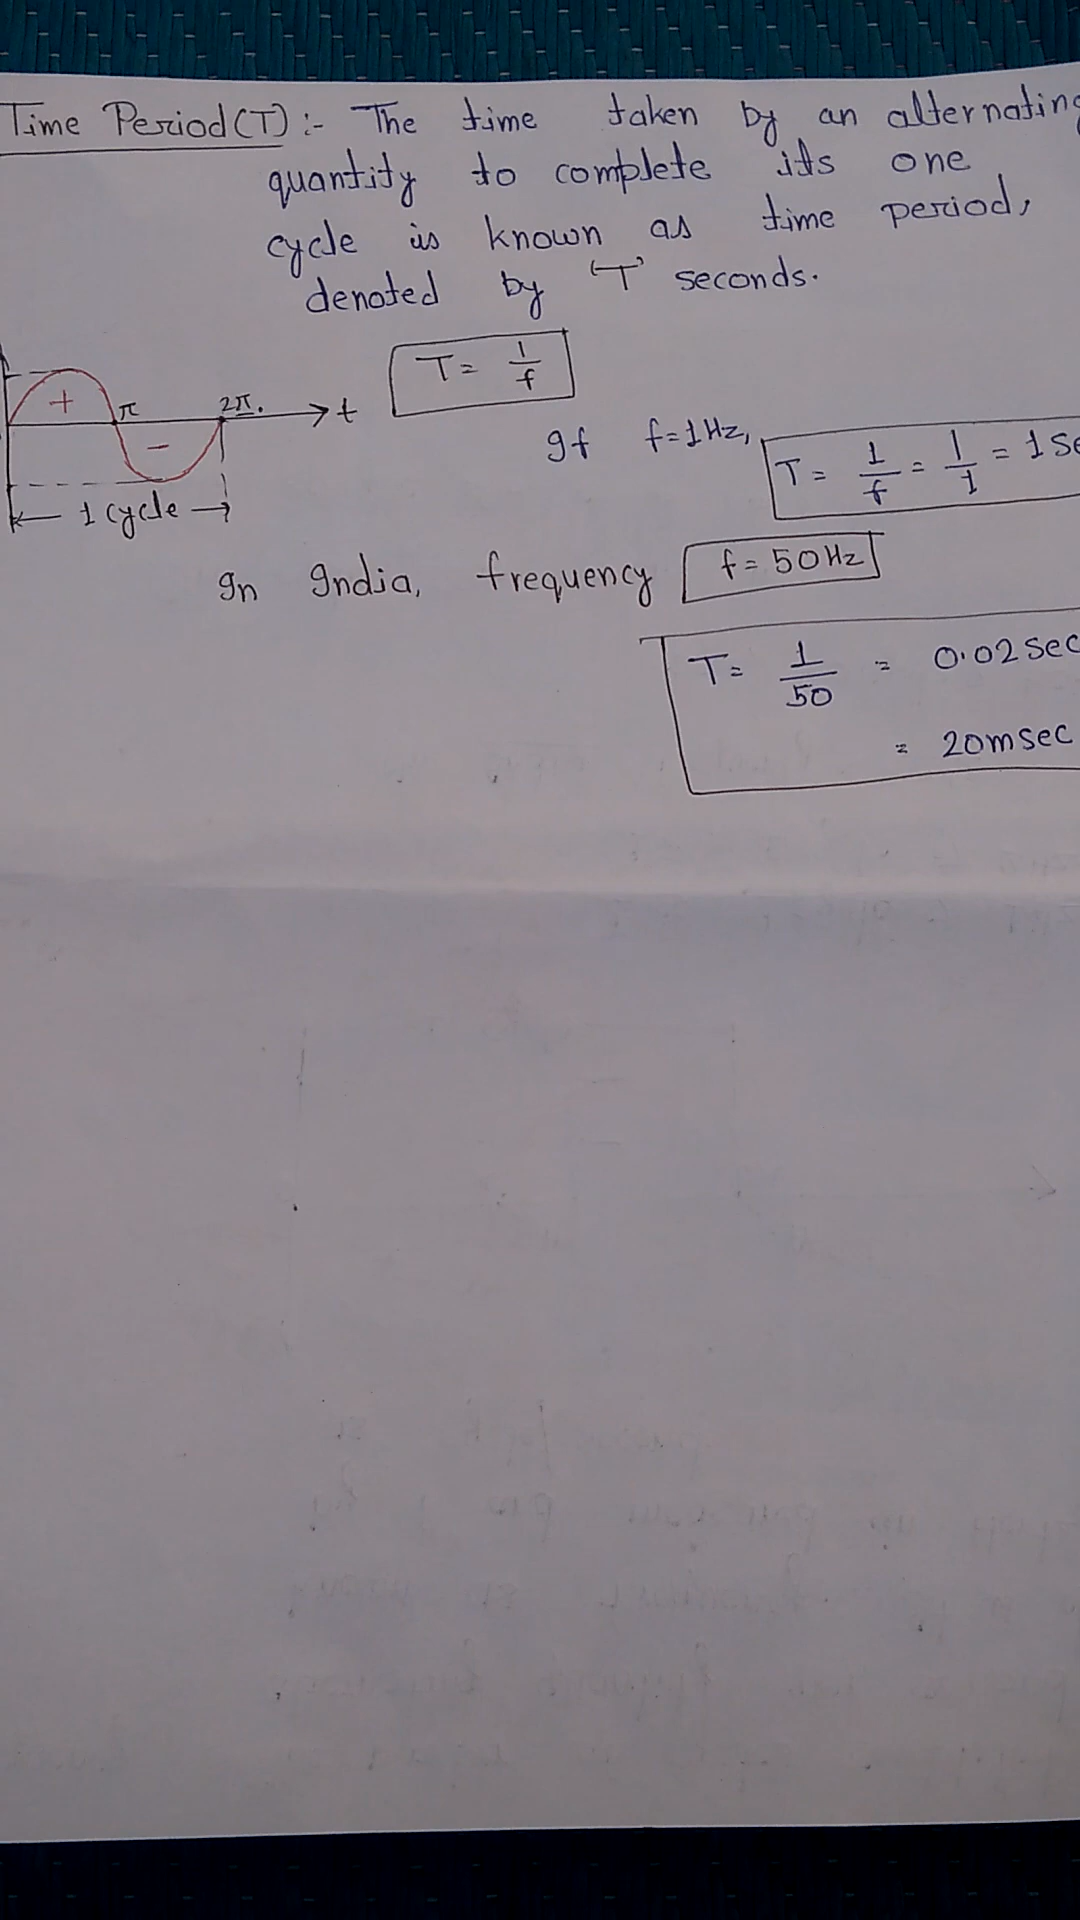 Time Period(T) :- The time taken by an alternating
quantity to complete its one
cycle is known as time period,
denoted by 'T' seconds.
T = 1/f
+ π 2π. → t
-
1 cycle
If f=1Hz, T = 1/f = 1/1 = 1 Se
In India, frequency f = 50Hz
T = 1/50 = 0.02 Sec
= 20msec